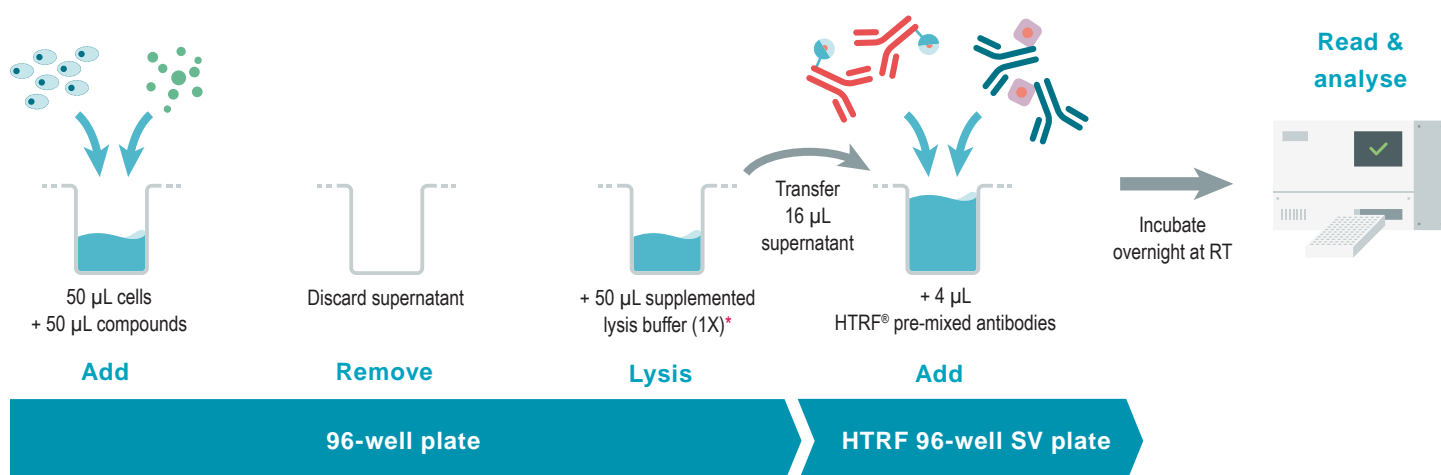 50 µL cells
+ 50 µL compounds
Add
Discard supernatant
Remove
+ 50 µL supplemented
lysis buffer (1X)*
Lysis
Transfer
16 µL
supernatant
+ 4 µL
HTRF® pre-mixed antibodies
Add
Incubate
overnight at RT
Read &
analyse
96-well plate
HTRF 96-well SV plate